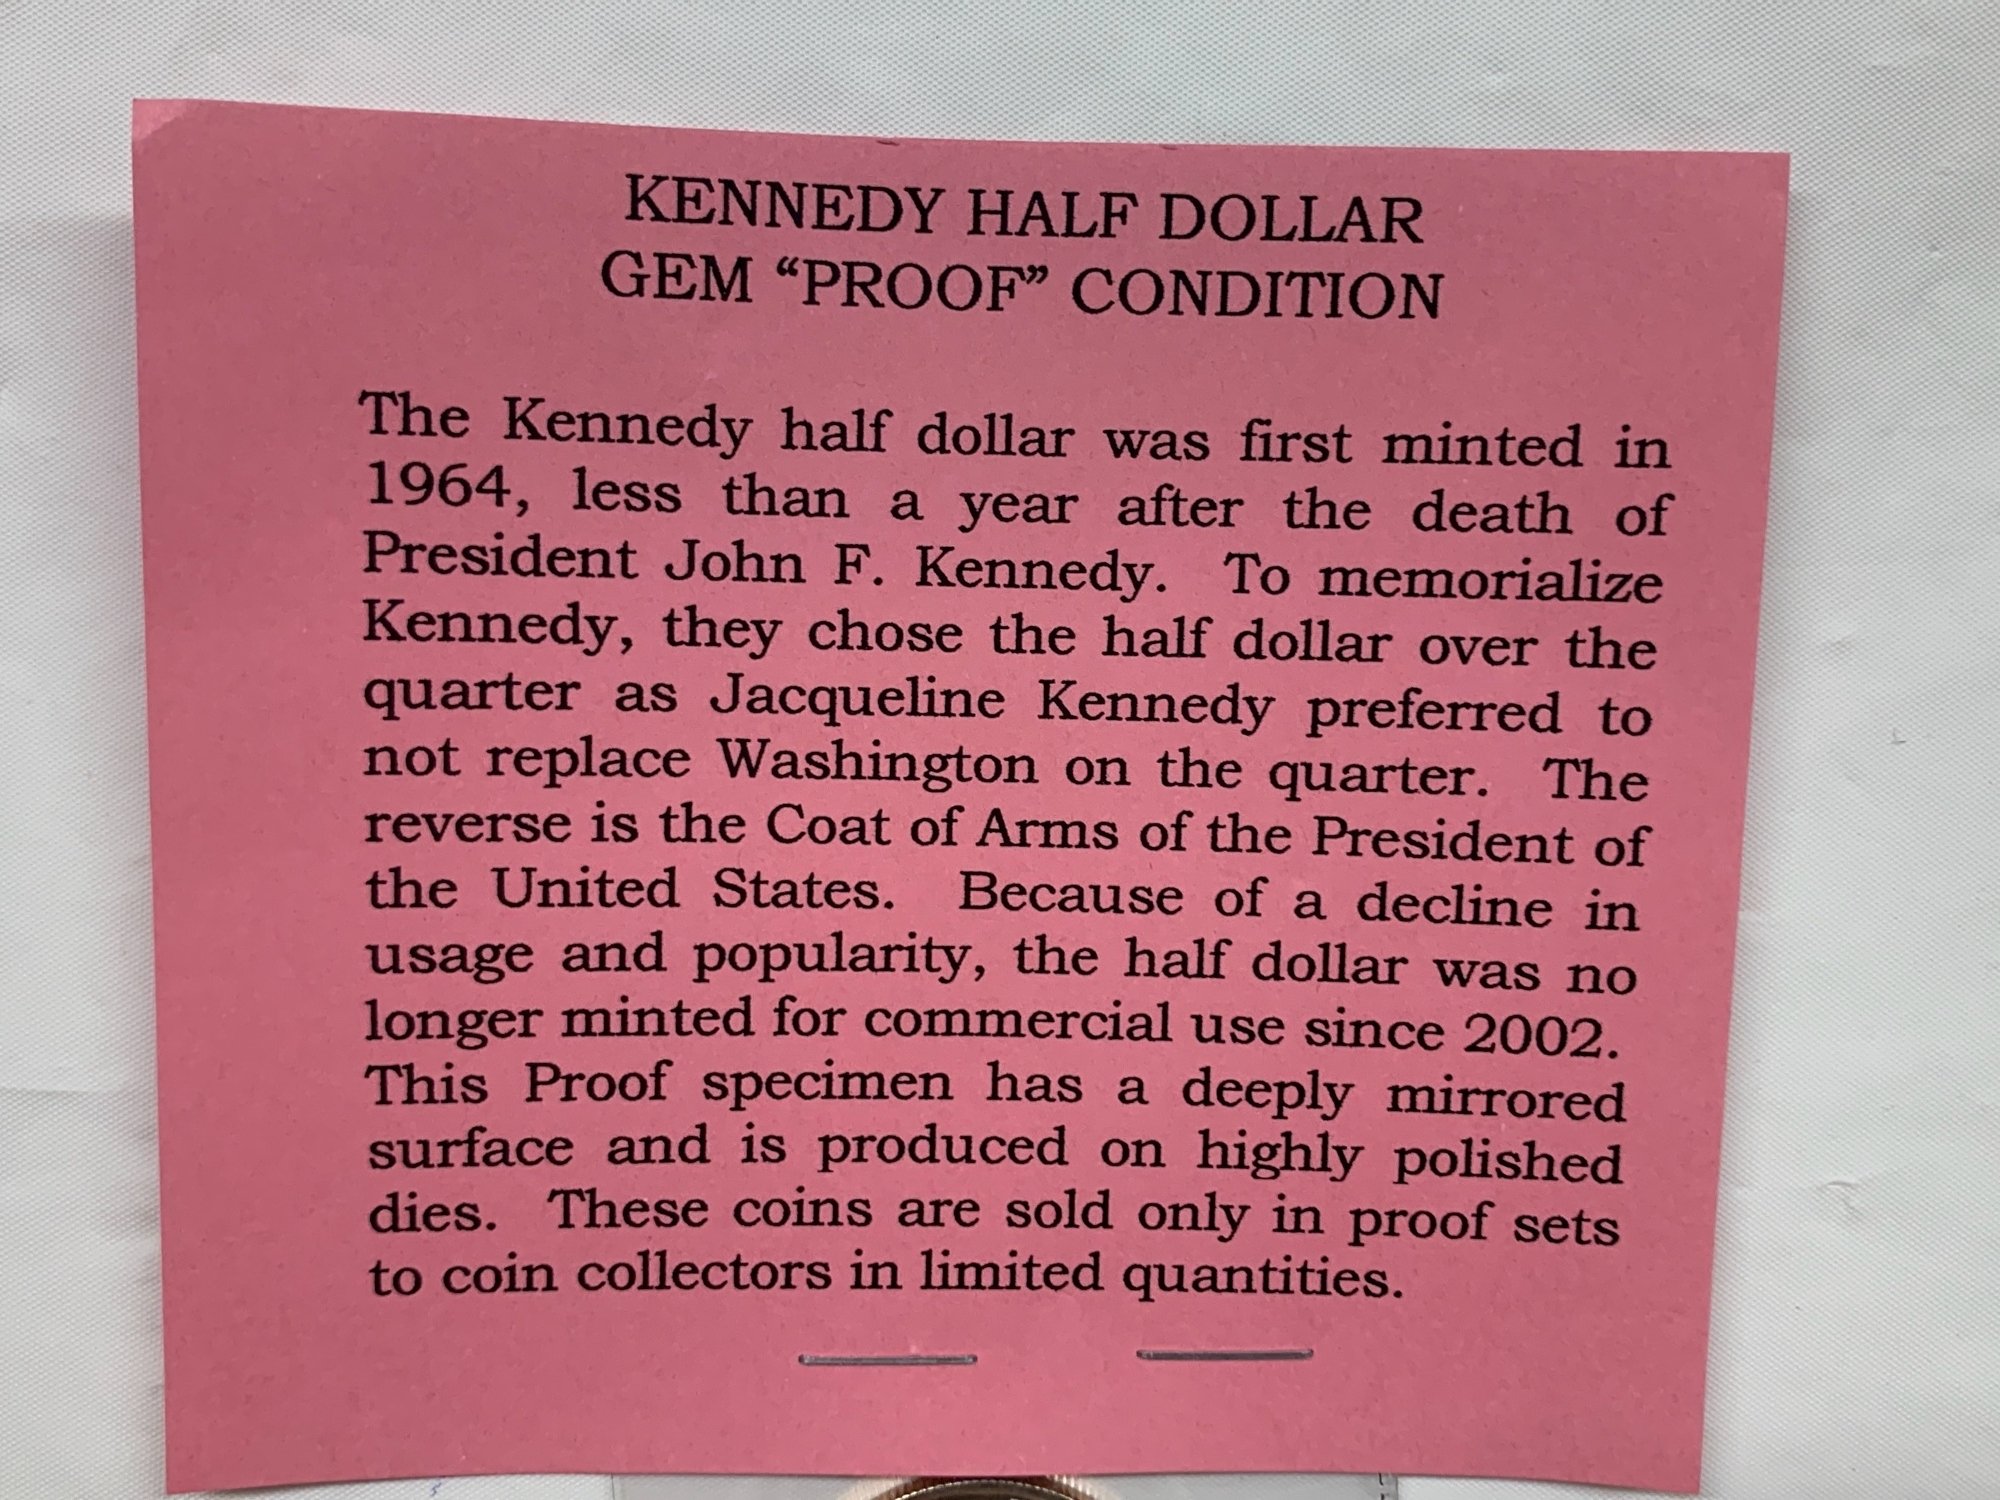 KENNEDY HALF DOLLAR
GEM “PROOF” CONDITION
The Kennedy half dollar was first minted in
1964, less than a year after the death of
President John F. Kennedy. To memorialize
Kennedy, they chose the half dollar over the
quarter as Jacqueline Kennedy preferred to
not replace Washington on the quarter. The
reverse is the Coat of Arms of the President of
the United States. Because of a decline in
usage and popularity, the half dollar was no
longer minted for commercial use since 2002.
This Proof specimen has a deeply mirrored
surface and is produced on highly polished
dies. These coins are sold only in proof sets
to coin collectors in limited quantities.